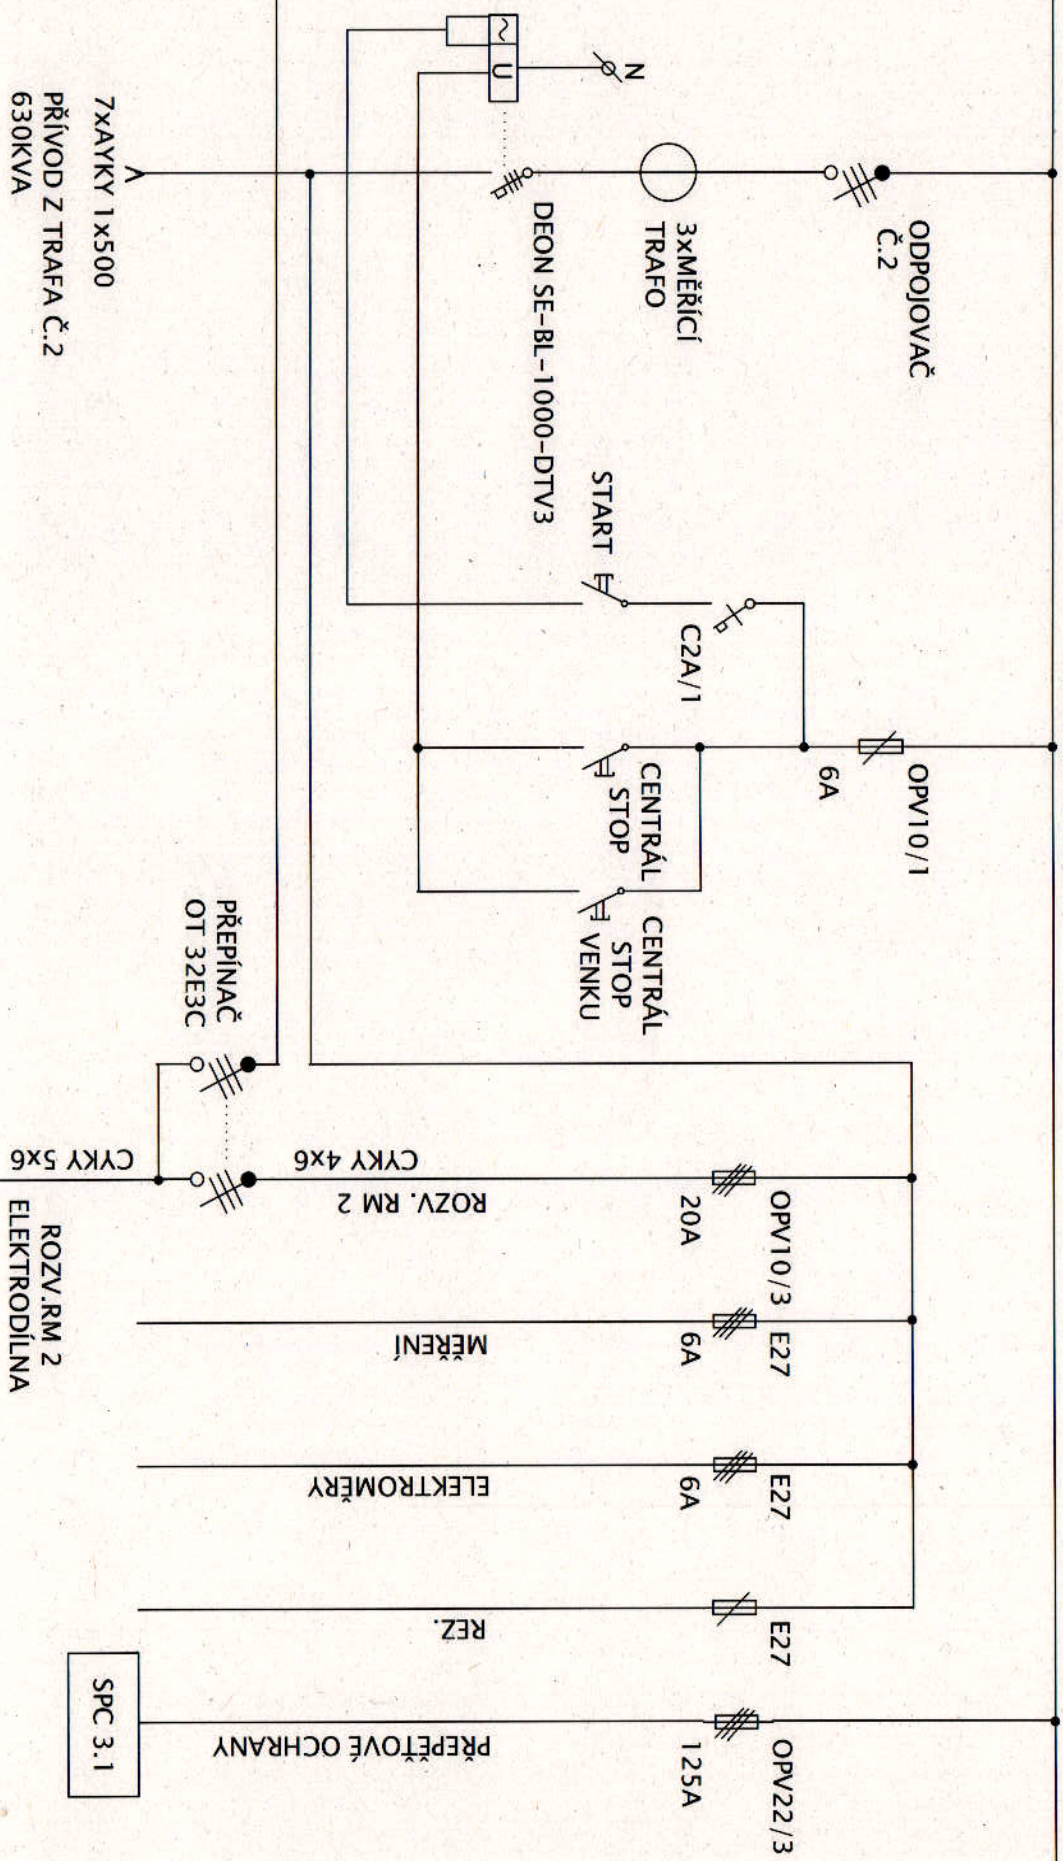 N
U
ODPOJOVAČ
Č.2
3xMĚŘÍCÍ
TRAFO
DEON SE-BL-1000-DTV3
7xAYKY 1x500
PŘÍVOD Z TRAFA Č.2
630KVA
START
C2A/1
OPV10/1
6A
CENTRÁL
STOP
CENTRÁL
STOP
VENKU
PŘEPÍNAČ
OT 32E3C
CYKY 5x6
ROZV.RM 2
ELEKTRODÍLNA
OPV10/3
20A
CYKY 4x6
ROZV. RM 2
E27
6A
MĚŘENÍ
E27
6A
ELEKTROMĚRY
E27
REZ.
OPV22/3
125A
PŘEPĚŤOVÉ OCHRANY
SPC 3.1